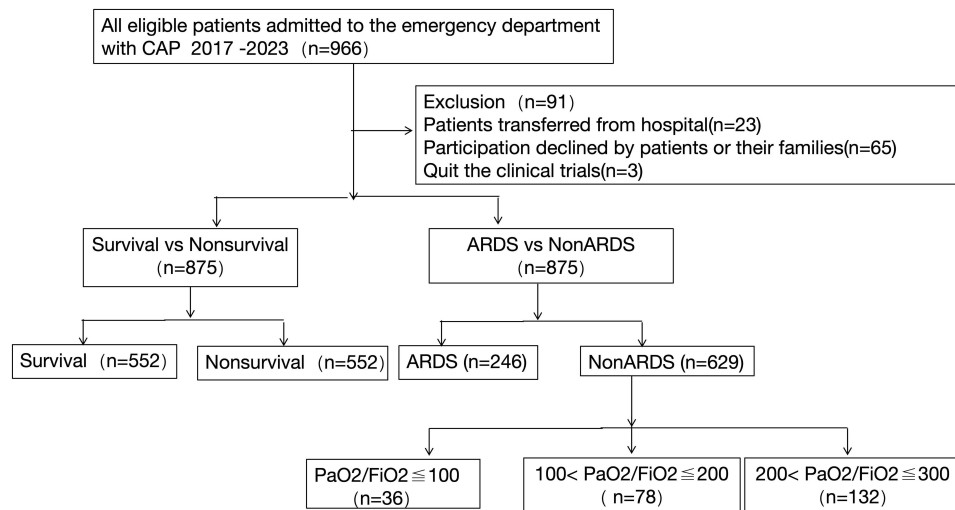 All eligible patients admitted to the emergency department
with CAP 2017 -2023（n=966）
Exclusion（n=91）
Patients transferred from hospital(n=23)
Participation declined by patients or their families(n=65)
Quit the clinical trials(n=3)
Survival vs Nonsurvival
（n=875）
ARDS vs NonARDS
（n=875）
Survival（n=552）
Nonsurvival（n=552）
ARDS (n=246)
NonARDS (n=629)
PaO2/FiO2≦100
(n=36)
100< PaO2/FiO2≦200
( n=78)
200< PaO2/FiO2≦300
(n=132)